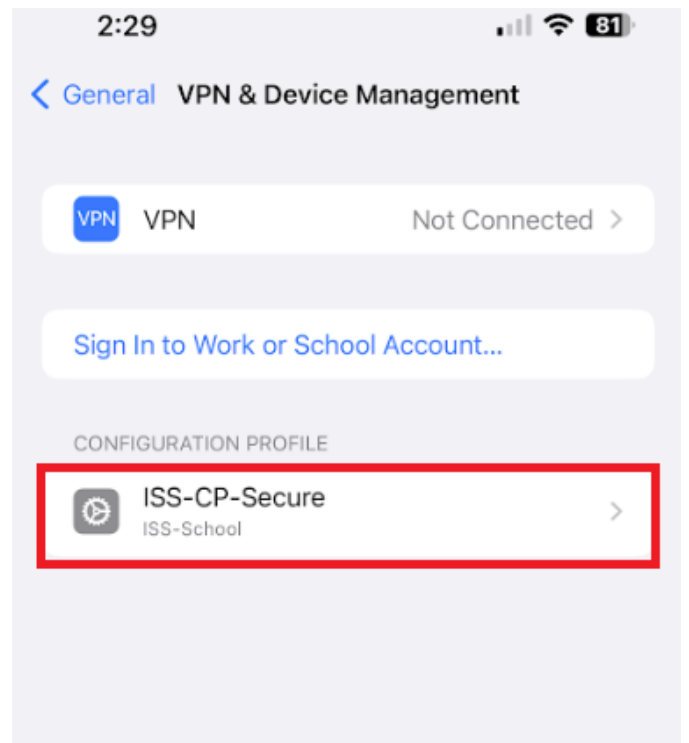 2:29
81
General VPN & Device Management
VPN VPN Not Connected
Sign In to Work or School Account...
CONFIGURATION PROFILE
ISS-CP-Secure
ISS-School